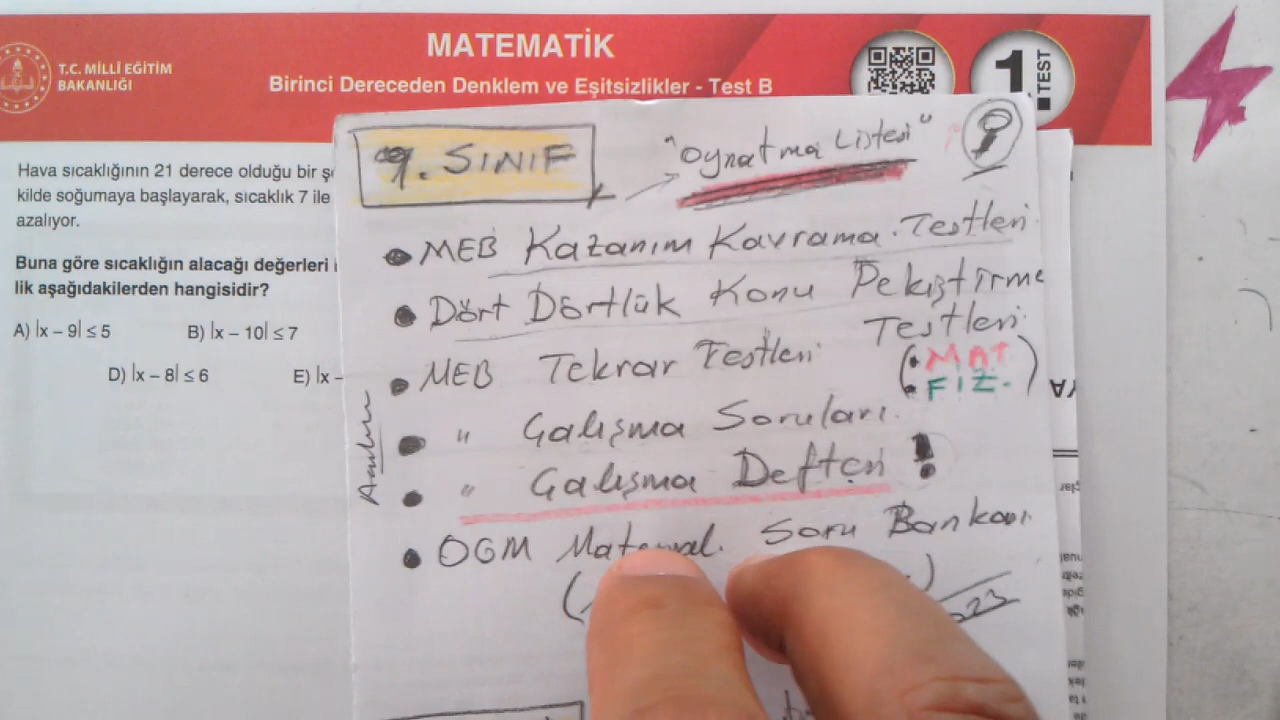 MATEMATİK
T.C. MİLLÎ EĞİTİM
BAKANLIĞI
Birinci Dereceden Denklem ve Eşitsizlikler - Test B
1 TEST
Hava sıcaklığının 21 derece olduğu bir
kilde soğumaya başlayarak, sıcaklık 7 ile
azalıyor.
Buna göre sıcaklığın alacağı değerleri
lik aşağıdakilerden hangisidir?
A) |x – 9| ≤ 5 B) |x – 10| ≤ 7
D) |x – 8| ≤ 6 E) |x –
9. SINIF
"Oynatma Listesi"
9
• MEB Kazanım Kavrama Testleri
• Dört Dörtlük Konu Pekiştirme
Testleri
• MEB Tekrar Testleri
(• MAT
• FİZ.)
• " Çalışma Soruları
• " Çalışma Defteri !
• OGM Materyal. Soru Bankası